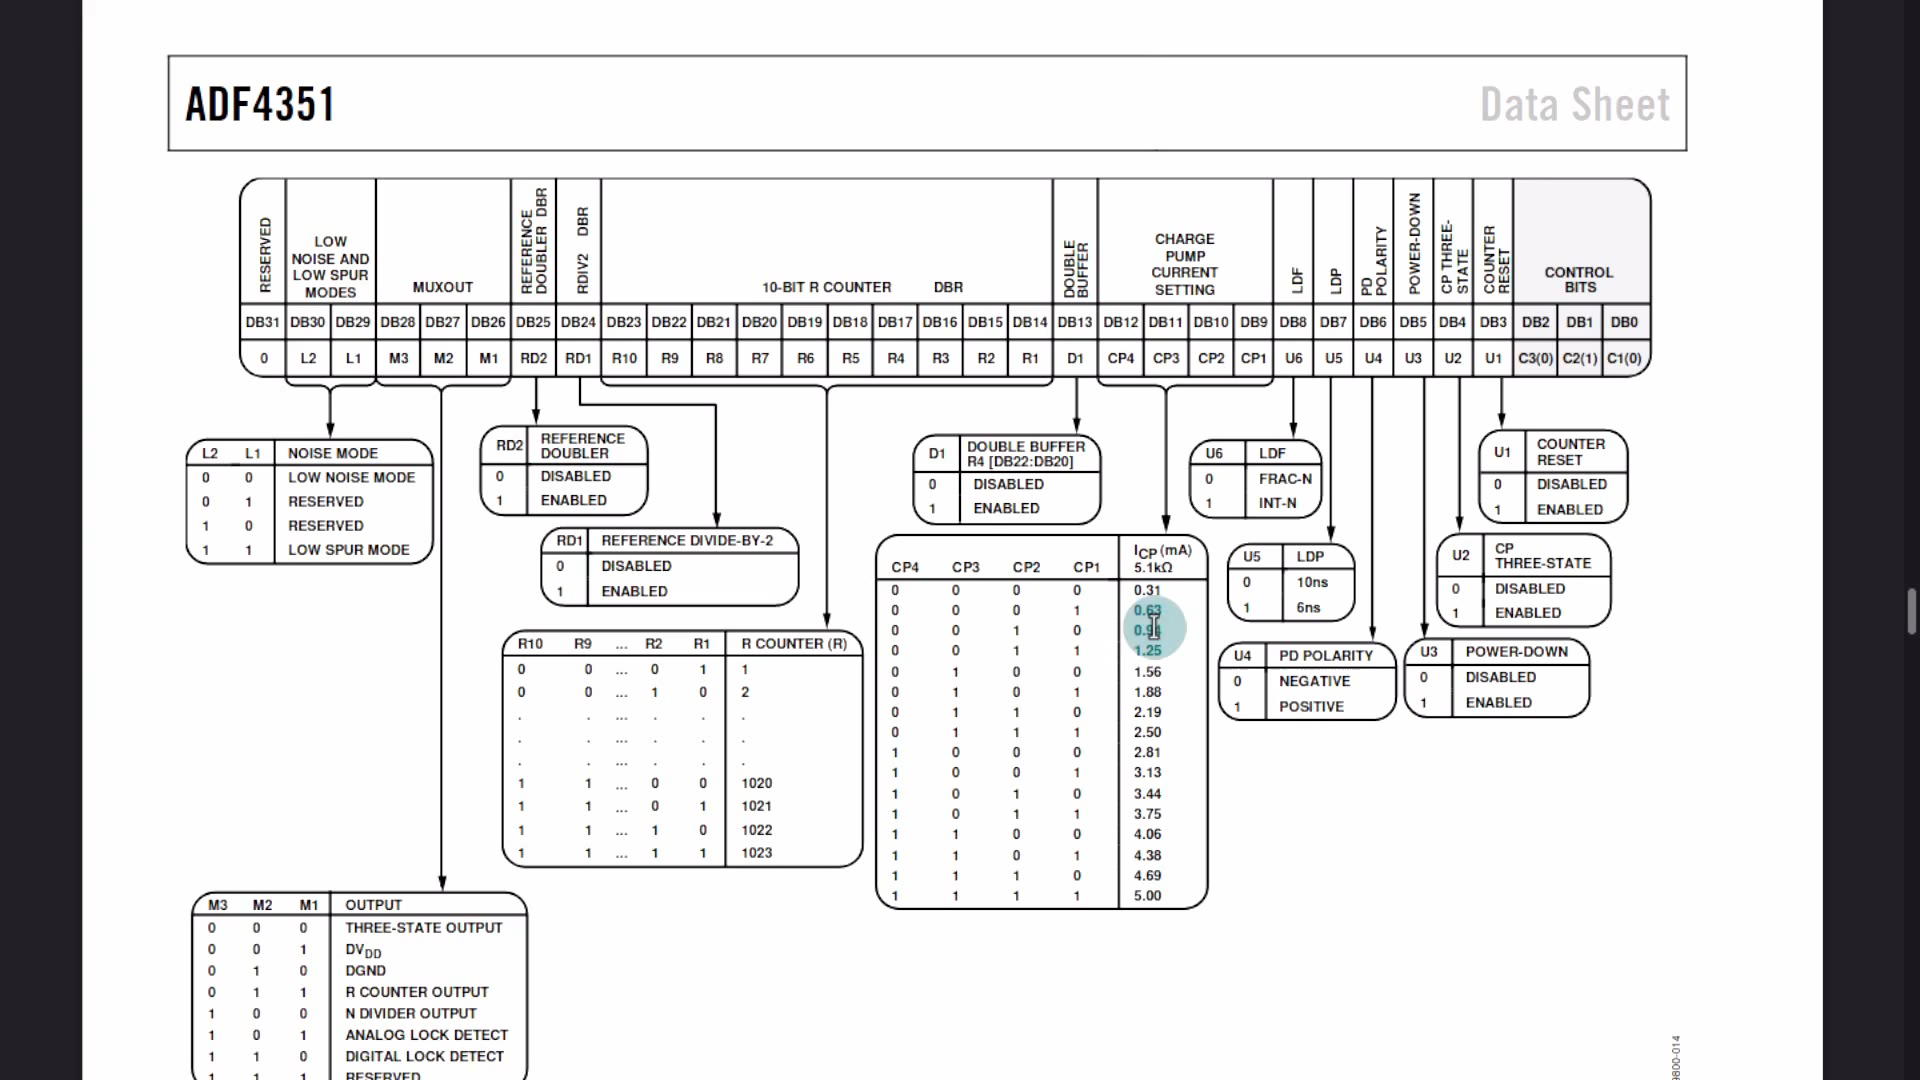 ADF4351
Data Sheet
RESERVED
LOW
NOISE AND
LOW SPUR
MODES
MUXOUT
REFERENCE
DOUBLER DBR
RDIV2 DBR
10-BIT R COUNTER DBR
DOUBLE
BUFFER
CHARGE
PUMP
CURRENT
SETTING
LDF
LDP
PD
POLARITY
POWER-DOWN
CP THREE-
STATE
COUNTER
RESET
CONTROL
BITS
DB31 DB30 DB29 DB28 DB27 DB26 DB25 DB24 DB23 DB22 DB21 DB20 DB19 DB18 DB17 DB16 DB15 DB14 DB13 DB12 DB11 DB10 DB9 DB8 DB7 DB6 DB5 DB4 DB3 DB2 DB1 DB0
0 L2 L1 M3 M2 M1 RD2 RD1 R10 R9 R8 R7 R6 R5 R4 R3 R2 R1 D1 CP4 CP3 CP2 CP1 U6 U5 U4 U3 U2 U1 C3(0) C2(1) C1(0)
L2 L1 NOISE MODE
0 0 LOW NOISE MODE
0 1 RESERVED
1 0 RESERVED
1 1 LOW SPUR MODE
RD2 REFERENCE
DOUBLER
0 DISABLED
1 ENABLED
RD1 REFERENCE DIVIDE-BY-2
0 DISABLED
1 ENABLED
R10 R9 ... R2 R1 R COUNTER (R)
0 0 ... 0 1 1
0 0 ... 1 0 2
. . ... . . .
. . ... . . .
. . ... . . .
1 1 ... 0 0 1020
1 1 ... 0 1 1021
1 1 ... 1 0 1022
1 1 ... 1 1 1023
D1 DOUBLE BUFFER
R4 [DB22:DB20]
0 DISABLED
1 ENABLED
ICP (mA)
CP4 CP3 CP2 CP1 5.1kΩ
0 0 0 0 0.31
0 0 0 1 0.63
0 0 1 0 0.94
0 0 1 1 1.25
0 1 0 0 1.56
0 1 0 1 1.88
0 1 1 0 2.19
0 1 1 1 2.50
1 0 0 0 2.81
1 0 0 1 3.13
1 0 1 0 3.44
1 0 1 1 3.75
1 1 0 0 4.06
1 1 0 1 4.38
1 1 1 0 4.69
1 1 1 1 5.00
U6 LDF
0 FRAC-N
1 INT-N
U5 LDP
0 10ns
1 6ns
U4 PD POLARITY
0 NEGATIVE
1 POSITIVE
U1 COUNTER
RESET
0 DISABLED
1 ENABLED
U2 CP
THREE-STATE
0 DISABLED
1 ENABLED
U3 POWER-DOWN
0 DISABLED
1 ENABLED
M3 M2 M1 OUTPUT
0 0 0 THREE-STATE OUTPUT
0 0 1 DVDD
0 1 0 DGND
0 1 1 R COUNTER OUTPUT
1 0 0 N DIVIDER OUTPUT
1 0 1 ANALOG LOCK DETECT
1 1 0 DIGITAL LOCK DETECT
1 1 1 RESERVED
9800-014